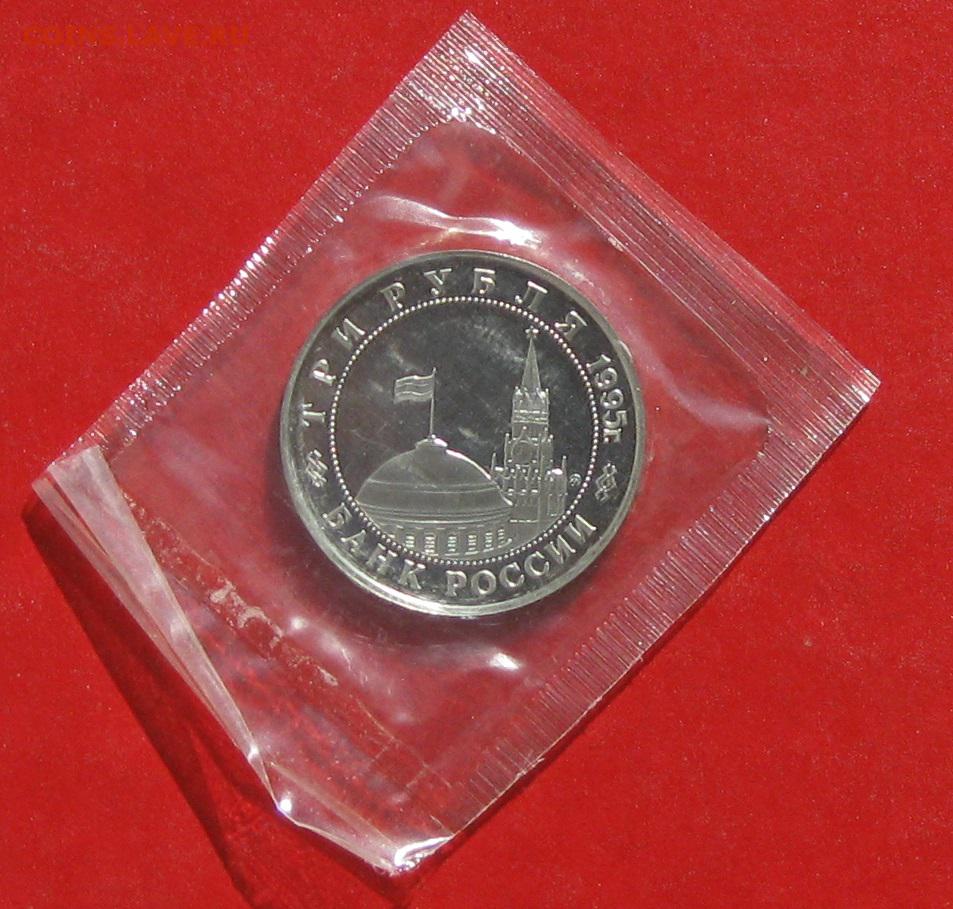 COINS.LAVE.RU
ТРИ РУБЛЯ 1995г.
БАНК РОССИИ